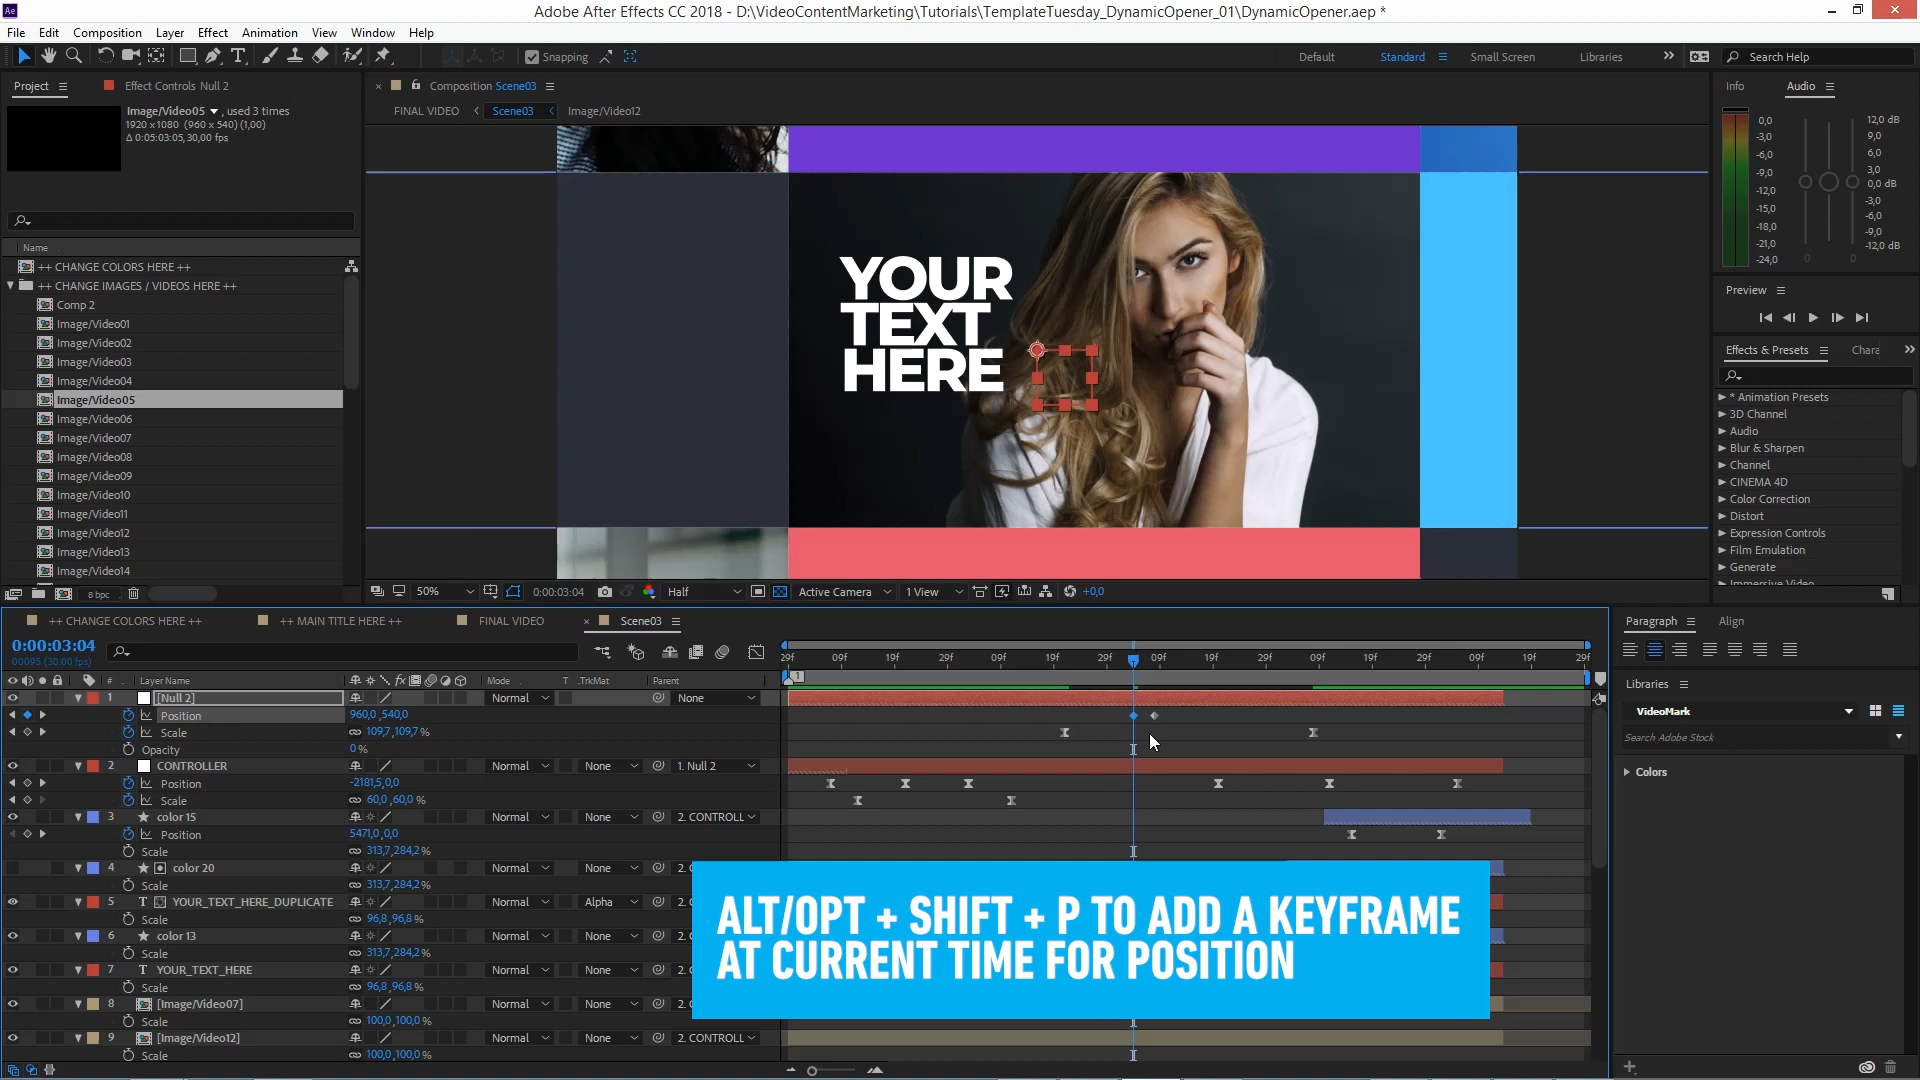 Ae
Adobe After Effects CC 2018 - D:\VideoContentMarketing\Tutorials\TemplateTuesday_DynamicOpener_01\DynamicOpener.aep *
File Edit Composition Layer Effect Animation View Window Help
Snapping
Default Standard Small Screen Libraries Search Help
Project Effect Controls Null 2
Image/Video05 , used 3 times
1920 x1080 (960 x 540) (1,00)
Δ 0:05:03:05, 30,00 fps
Name
++ CHANGE COLORS HERE ++
++ CHANGE IMAGES / VIDEOS HERE ++
Comp 2
Image/Video01
Image/Video02
Image/Video03
Image/Video04
Image/Video05
Image/Video06
Image/Video07
Image/Video08
Image/Video09
Image/Video10
Image/Video11
Image/Video12
Image/Video13
Image/Video14
8 bpc
Composition Scene03
FINAL VIDEO Scene03 Image/Video12
YOUR
TEXT
HERE
50% 0:00:03:04 Half Active Camera 1 View +0,0
Info Audio
0,0 12,0 dB
-3,0 9,0
-6,0 6,0
-9,0 3,0
-12,0 0,0 dB
-15,0 -3,0
-18,0 -6,0
-21,0 -9,0
-24,0 -12,0 dB
0 0
Preview
Effects & Presets Chara
* Animation Presets
3D Channel
Audio
Blur & Sharpen
Channel
CINEMA 4D
Color Correction
Distort
Expression Controls
Film Emulation
Generate
Immersive Video
++ CHANGE COLORS HERE ++ ++ MAIN TITLE HERE ++ FINAL VIDEO Scene03
0:00:03:04
00095 (30.00 fps)
29f 09f 19f 29f 09f 19f 29f 09f 19f 29f 09f 19f 29f 09f 19f 29f
# Layer Name Mode T .TrkMat Parent
1
1 [Null 2] Normal None
Position 960,0 ,540,0
Scale 109,7 ,109,7 %
Opacity 0 %
2 CONTROLLER Normal None 1. Null 2
Position -2181,5 ,0,0
Scale 60,0 ,60,0 %
3 color 15 Normal None 2. CONTROLL
Position 5471,0 ,0,0
Scale 313,7 ,284,2 %
4 color 20 Normal None 2. C
Scale 313,7 ,284,2 %
5 T YOUR_TEXT_HERE_DUPLICATE Normal Alpha 2. C
Scale 96,8 ,96,8 %
6 color 13 Normal None 2. C
Scale 313,7 ,284,2 %
7 T YOUR_TEXT_HERE Normal None 2. C
Scale 96,8 ,96,8 %
8 [Image/Video07] Normal None 2. C
Scale 100,0 ,100,0 %
9 [Image/Video12] Normal None 2. CONTROLL
Scale 100,0 ,100,0 %
ALT/OPT + SHIFT + P TO ADD A KEYFRAME
AT CURRENT TIME FOR POSITION
Paragraph Align
Libraries
VideoMark
Search Adobe Stock
Colors